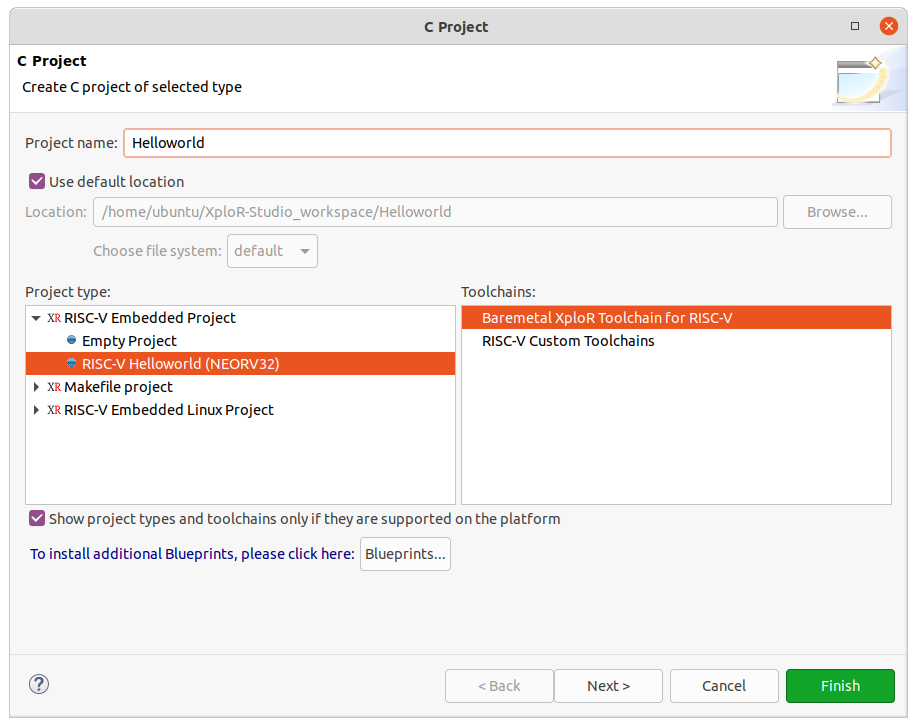 C Project
C Project
Create C project of selected type
Project name: Helloworld
Use default location
Location: /home/ubuntu/XploR-Studio_workspace/Helloworld Browse...
Choose file system: default
Project type: Toolchains:
XR RISC-V Embedded Project
Empty Project
RISC-V Helloworld (NEORV32)
XR Makefile project
XR RISC-V Embedded Linux Project
Baremetal XploR Toolchain for RISC-V
RISC-V Custom Toolchains
Show project types and toolchains only if they are supported on the platform
To install additional Blueprints, please click here: Blueprints...
? < Back Next > Cancel Finish